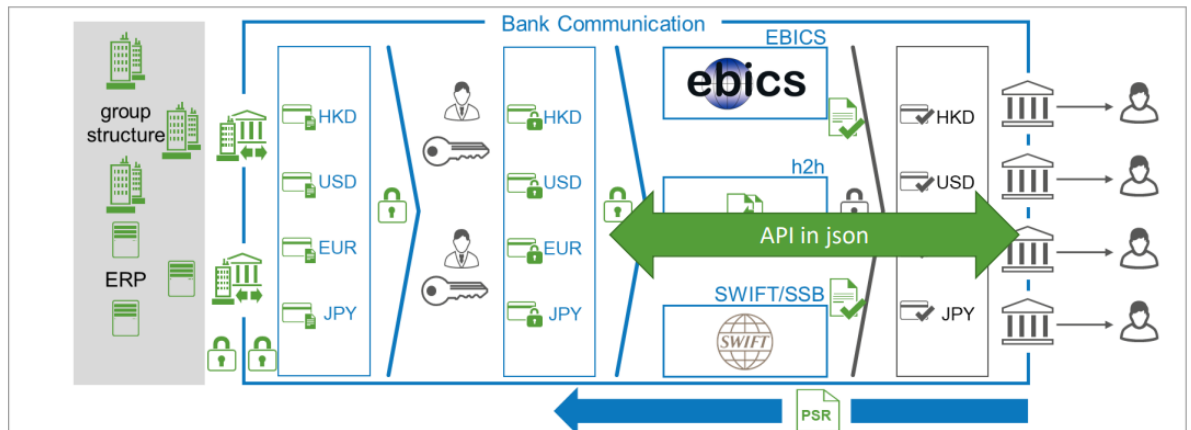 Bank Communication
group
structure
ERP
HKD
USD
EUR
JPY
HKD
USD
EUR
JPY
EBICS
ebics
h2h
API in json
SWIFT/SSB
SWIFT
HKD
USD
JPY
PSR